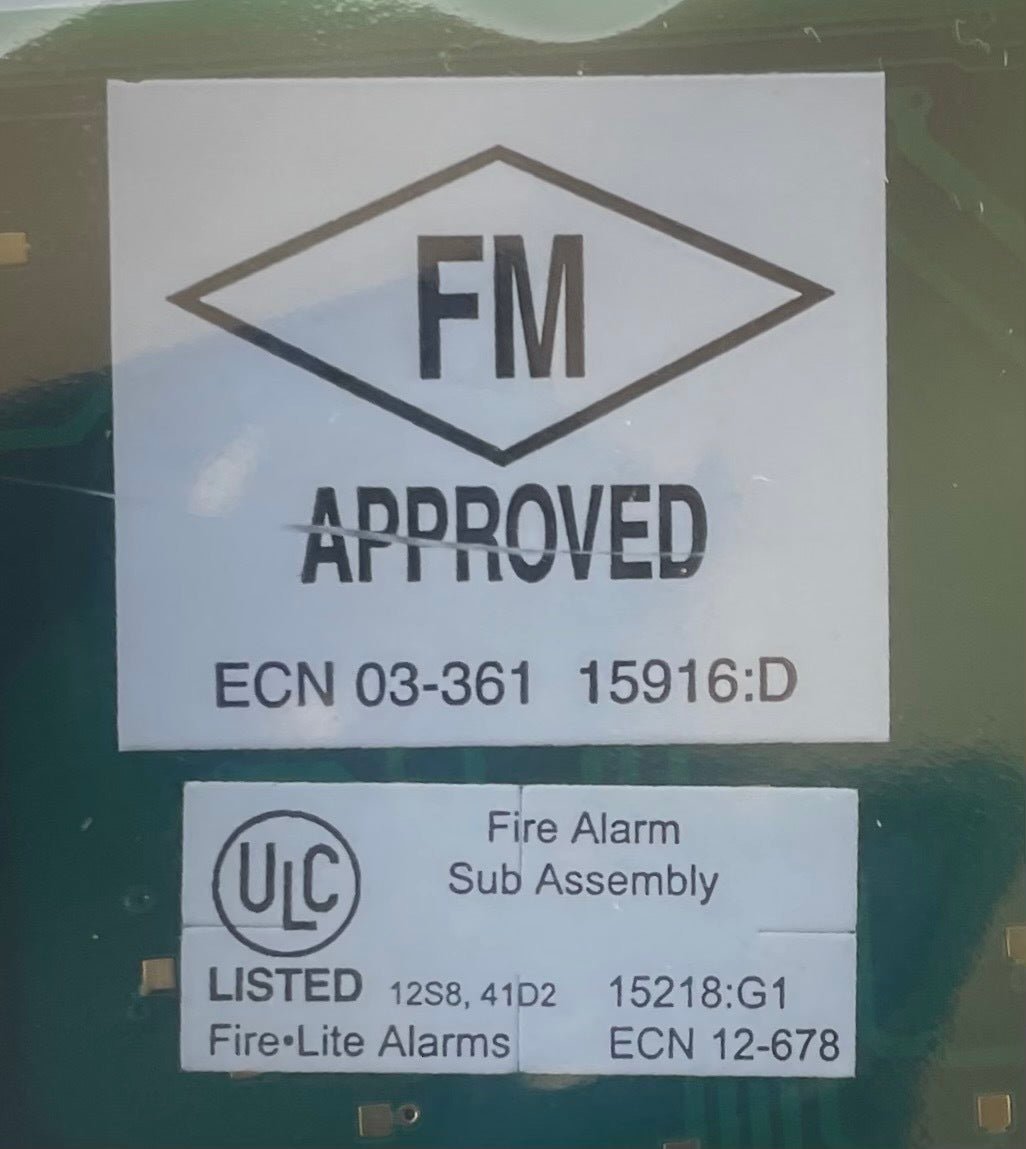 FM
APPROVED
ECN 03-361 15916:D
ULC
Fire Alarm
Sub Assembly
LISTED 12S8, 41D2 15218:G1
Fire•Lite Alarms ECN 12-678